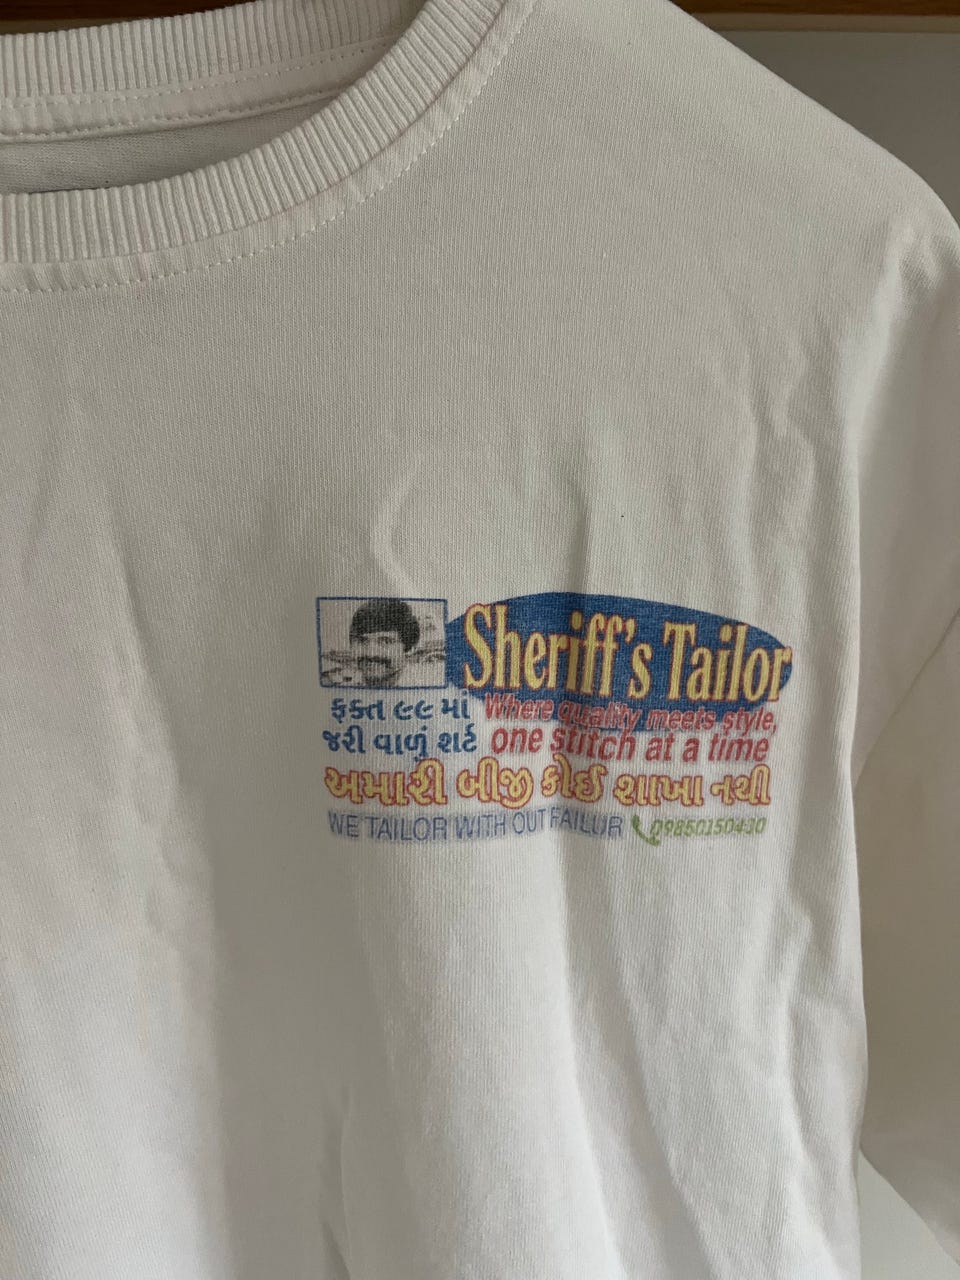 Sheriff's Tailor
ફક્ત ૯૯ માં
જરી વાળું શર્ટ
Where quality meets style,
one stitch at a time
અમારી બીજી કોઈ શાખા નથી
WE TAILOR WITH OUT FAILUR